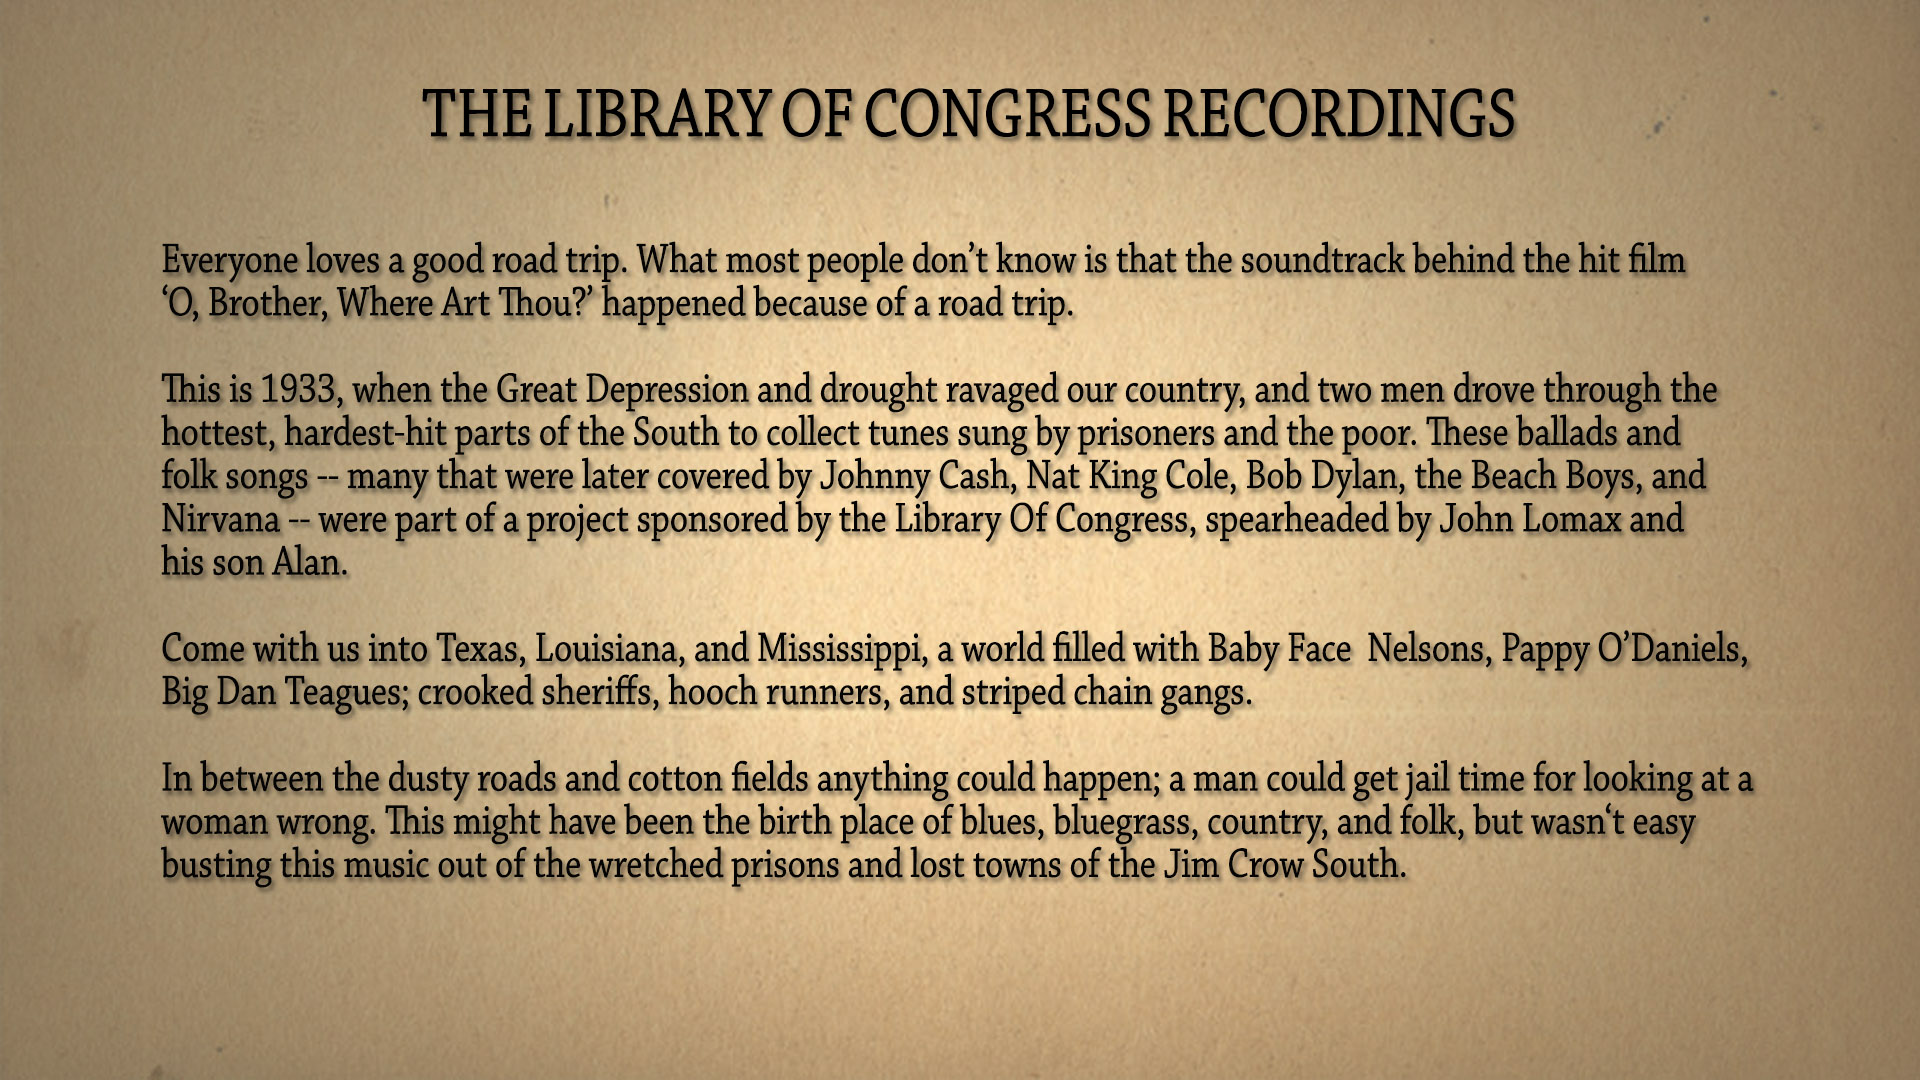 THE LIBRARY OF CONGRESS RECORDINGS
Everyone loves a good road trip. What most people don’t know is that the soundtrack behind the hit film
‘O, Brother, Where Art Thou?’ happened because of a road trip.
This is 1933, when the Great Depression and drought ravaged our country, and two men drove through the
hottest, hardest-hit parts of the South to collect tunes sung by prisoners and the poor. These ballads and
folk songs -- many that were later covered by Johnny Cash, Nat King Cole, Bob Dylan, the Beach Boys, and
Nirvana -- were part of a project sponsored by the Library Of Congress, spearheaded by John Lomax and
his son Alan.
Come with us into Texas, Louisiana, and Mississippi, a world filled with Baby Face  Nelsons, Pappy O’Daniels,
Big Dan Teagues; crooked sheriffs, hooch runners, and striped chain gangs.
In between the dusty roads and cotton fields anything could happen; a man could get jail time for looking at a
woman wrong. This might have been the birth place of blues, bluegrass, country, and folk, but wasn‘t easy
busting this music out of the wretched prisons and lost towns of the Jim Crow South.